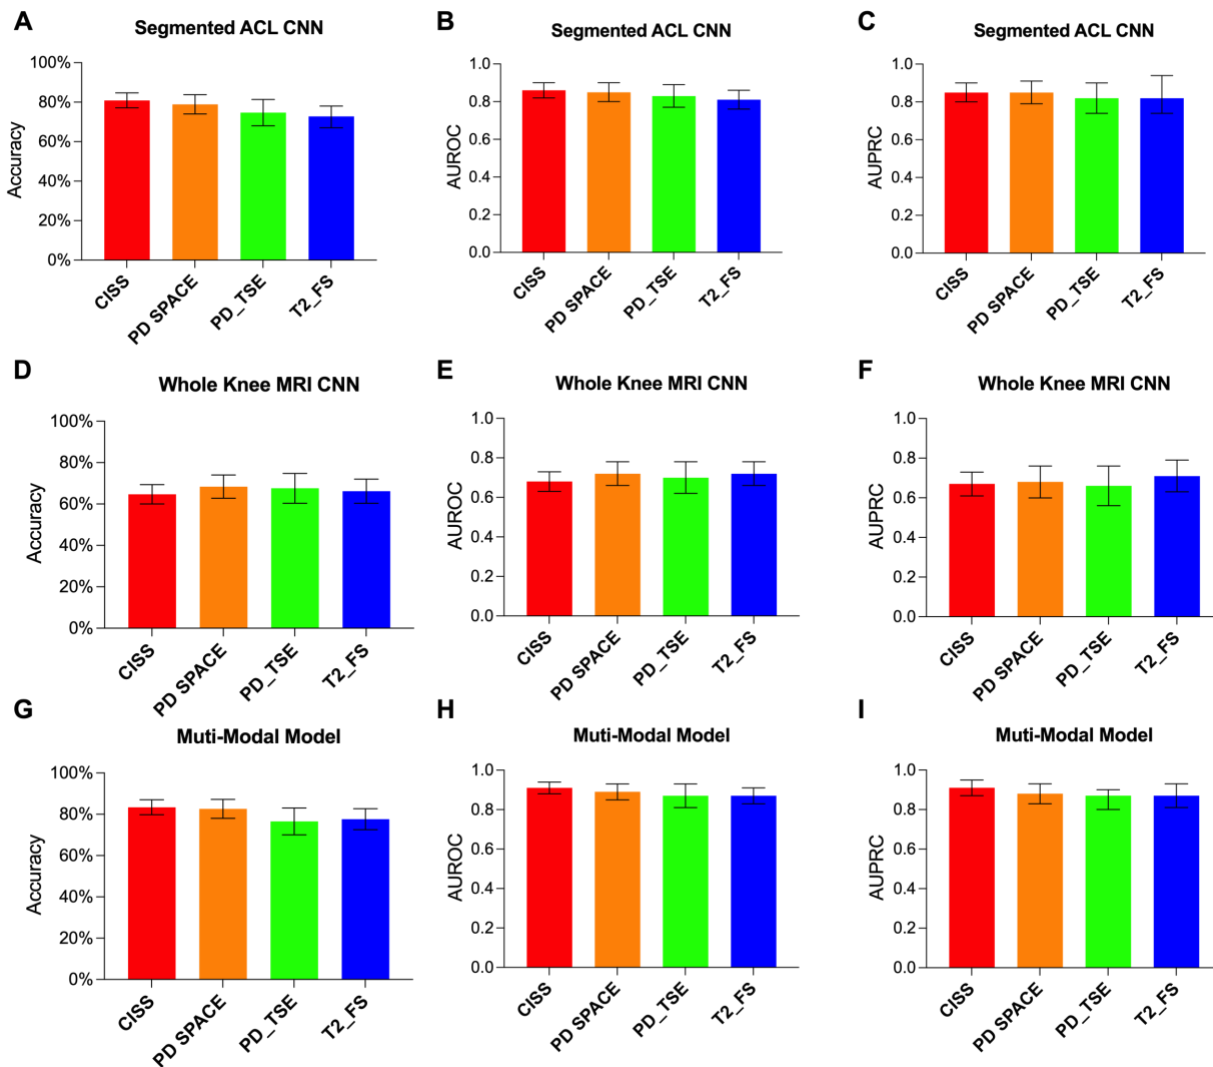 A
Segmented ACL CNN
Accuracy
100%
80%
60%
40%
20%
0%
CISS
PD SPACE
PD_TSE
T2_FS
B
Segmented ACL CNN
AUROC
1.0
0.8
0.6
0.4
0.2
0.0
CISS
PD SPACE
PD_TSE
T2_FS
C
Segmented ACL CNN
AUPRC
1.0
0.8
0.6
0.4
0.2
0.0
CISS
PD SPACE
PD_TSE
T2_FS
D
Whole Knee MRI CNN
Accuracy
100%
80%
60%
40%
20%
0%
CISS
PD SPACE
PD_TSE
T2_FS
E
Whole Knee MRI CNN
AUROC
1.0
0.8
0.6
0.4
0.2
0.0
CISS
PD SPACE
PD_TSE
T2_FS
F
Whole Knee MRI CNN
AUPRC
1.0
0.8
0.6
0.4
0.2
0.0
CISS
PD SPACE
PD_TSE
T2_FS
G
Muti-Modal Model
Accuracy
100%
80%
60%
40%
20%
0%
CISS
PD SPACE
PD_TSE
T2_FS
H
Muti-Modal Model
AUROC
1.0
0.8
0.6
0.4
0.2
0.0
CISS
PD SPACE
PD_TSE
T2_FS
I
Muti-Modal Model
AUPRC
1.0
0.8
0.6
0.4
0.2
0.0
CISS
PD SPACE
PD_TSE
T2_FS